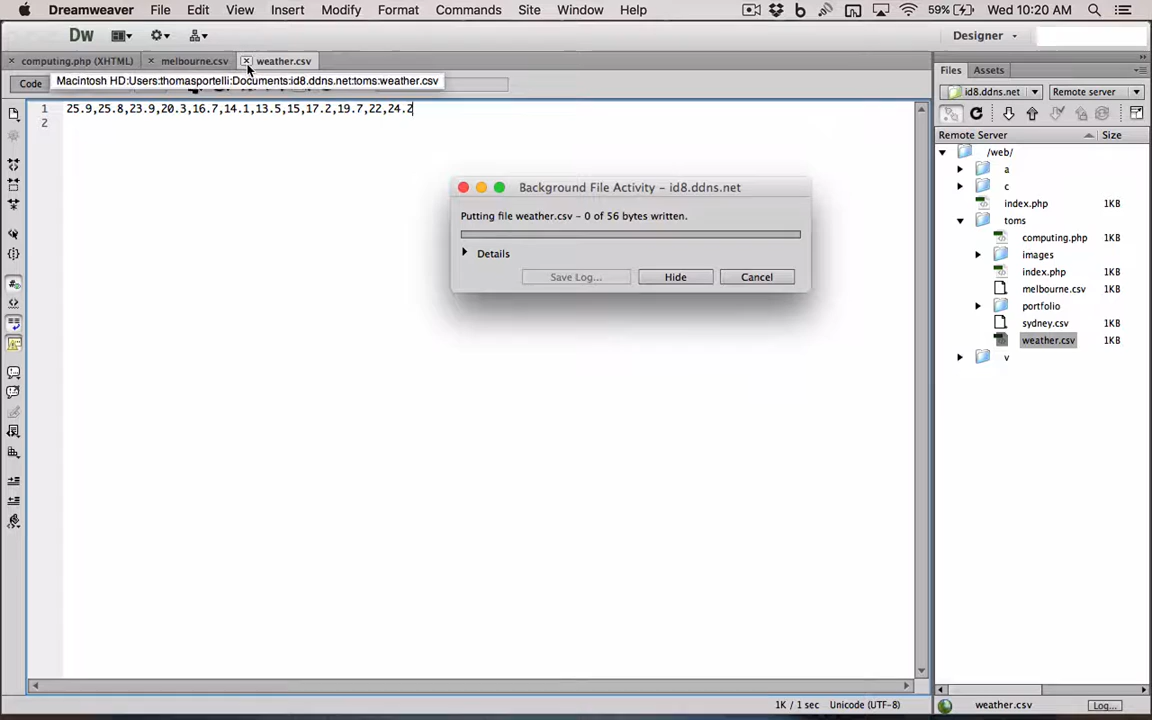 Dreamweaver File Edit View Insert Modify Format Commands Site Window Help 59% Wed 10:20 AM
Dw Designer
computing.php (XHTML) melbourne.csv weather.csv Files Assets
Code Macintosh HD:Users:thomasportelli:Documents:id8.ddns.net:toms:weather.csv
id8.ddns.net Remote server
1 25.9,25.8,23.9,20.3,16.7,14.1,13.5,15,17.2,19.7,22,24.2
2
Background File Activity – id8.ddns.net
Putting file weather.csv – 0 of 56 bytes written.
Details
Save Log... Hide Cancel
Remote Server Size
/web/
a
c
index.php 1KB
toms
computing.php 1KB
images
index.php 1KB
melbourne.csv 1KB
portfolio
sydney.csv 1KB
weather.csv 1KB
v
1K / 1 sec Unicode (UTF-8) weather.csv Log...